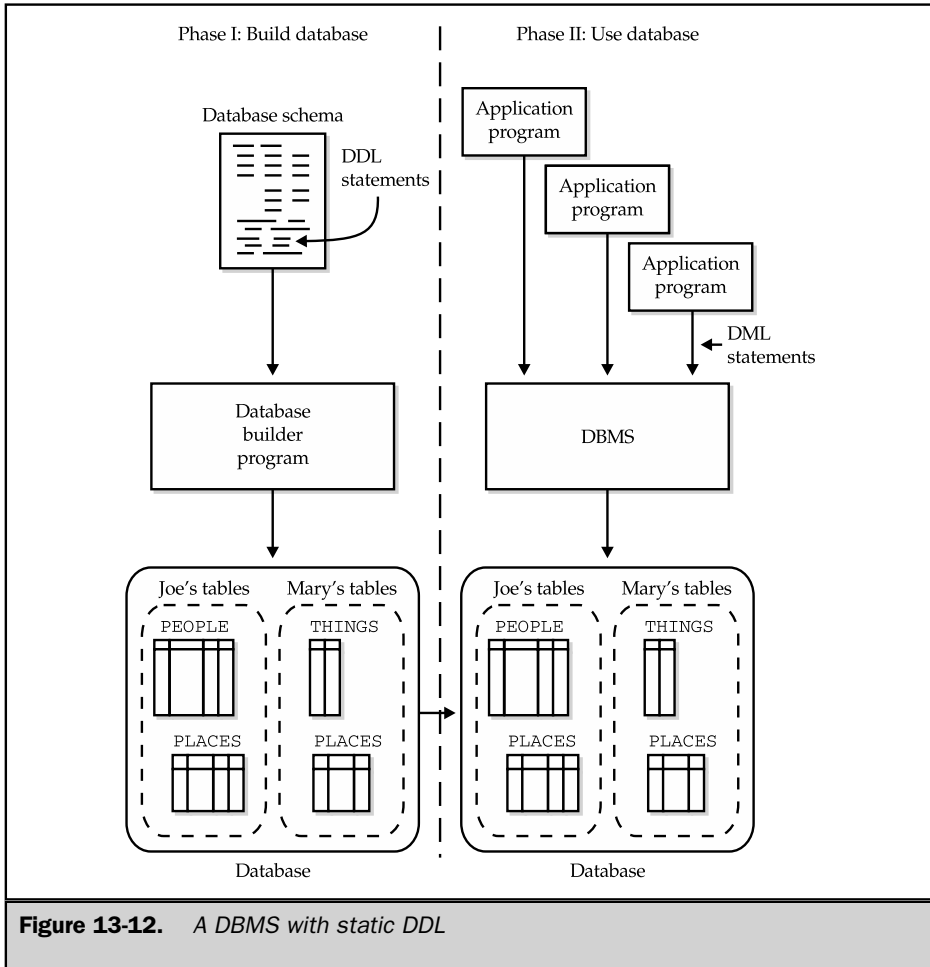 Phase I: Build database
Phase II: Use database
Database schema
DDL
statements
Application
program
Application
program
Application
program
DML
statements
Database
builder
program
DBMS
Joe's tables
Mary's tables
PEOPLE
THINGS
PLACES
PLACES
Database
Joe's tables
Mary's tables
PEOPLE
THINGS
PLACES
PLACES
Database
Figure 13-12. A DBMS with static DDL